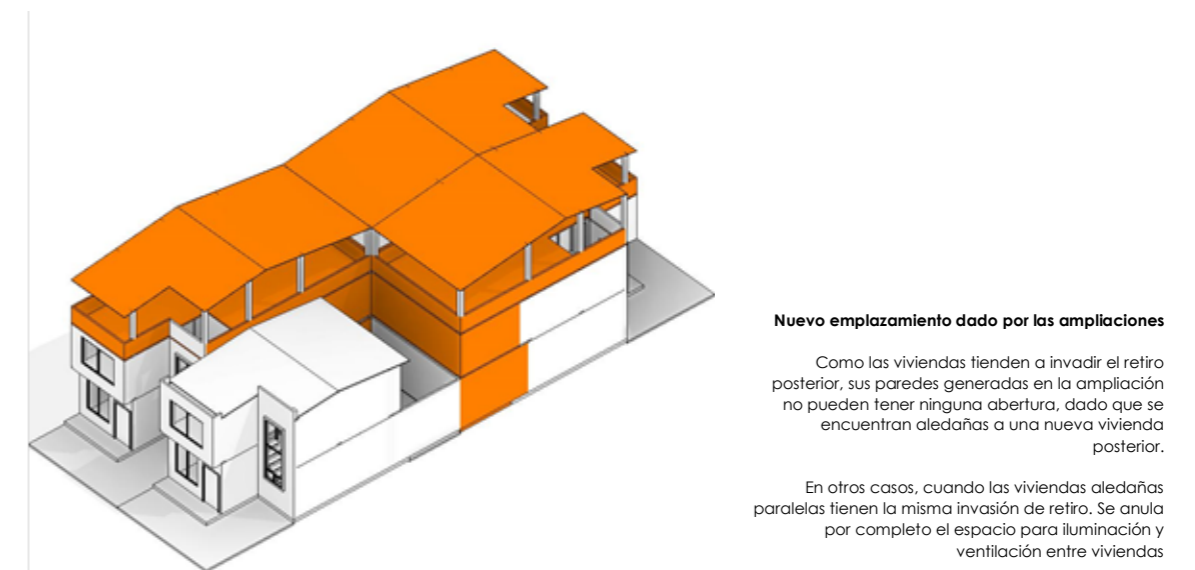 Nuevo emplazamiento dado por las ampliaciones
Como las viviendas tienden a invadir el retiro
posterior, sus paredes generadas en la ampliación
no pueden tener ninguna abertura, dado que se
encuentran aledañas a una nueva vivienda
posterior.
En otros casos, cuando las viviendas aledañas
paralelas tienen la misma invasión de retiro. Se anula
por completo el espacio para iluminación y
ventilación entre viviendas